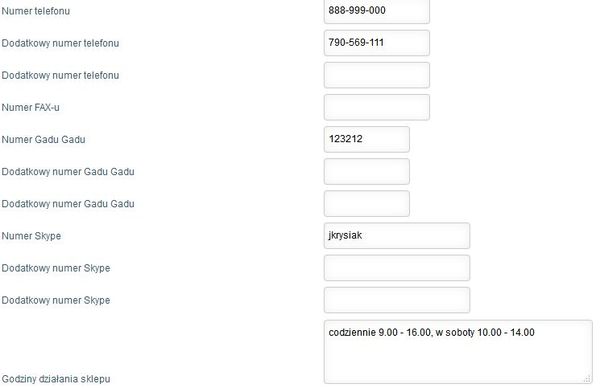 Numer telefonu 888-999-000
Dodatkowy numer telefonu 790-569-111
Dodatkowy numer telefonu
Numer FAX-u
Numer Gadu Gadu 123212
Dodatkowy numer Gadu Gadu
Dodatkowy numer Gadu Gadu
Numer Skype jkrysiak
Dodatkowy numer Skype
Dodatkowy numer Skype
codziennie 9.00 - 16.00, w soboty 10.00 - 14.00
Godziny działania sklepu